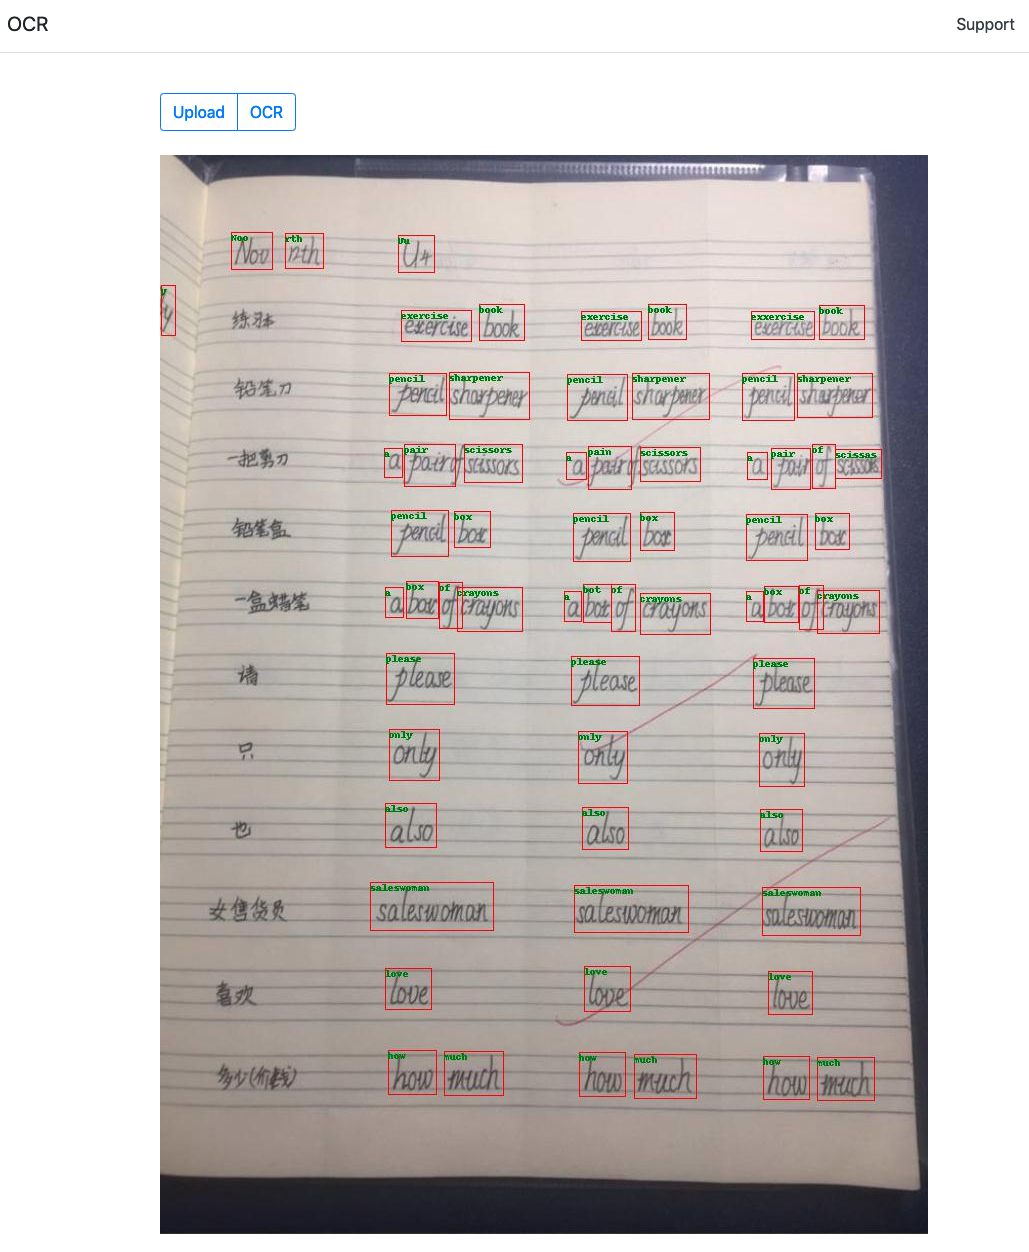 OCR Support
Upload OCR
Noo rth Uu
Nov 12th U4
y
y
exercise book exercise book exxercise book
练习本 exercise book exercise book exercise book
pencil sharpener pencil sharpener pencil sharpener
铅笔刀 pencil sharpener pencil sharpener pencil sharpener
a pair scissors a pain scissors a pair of scissas
一把剪刀 a pair of scissors a pair of scissors a pair of scissors
pencil box pencil box pencil box
铅笔盒 pencil box pencil box pencil box
a box of crayons a bot of crayons a box of crayons
一盒蜡笔 a box of crayons a box of crayons a box of crayons
please please please
请 please please please
only only only
只 only only only
also also also
也 also also also
saleswoman saleswoman saleswoman
女售货员 saleswoman saleswoman saleswoman
love love love
喜欢 love love love
how much how much how much
多少(价钱) how much how much how much